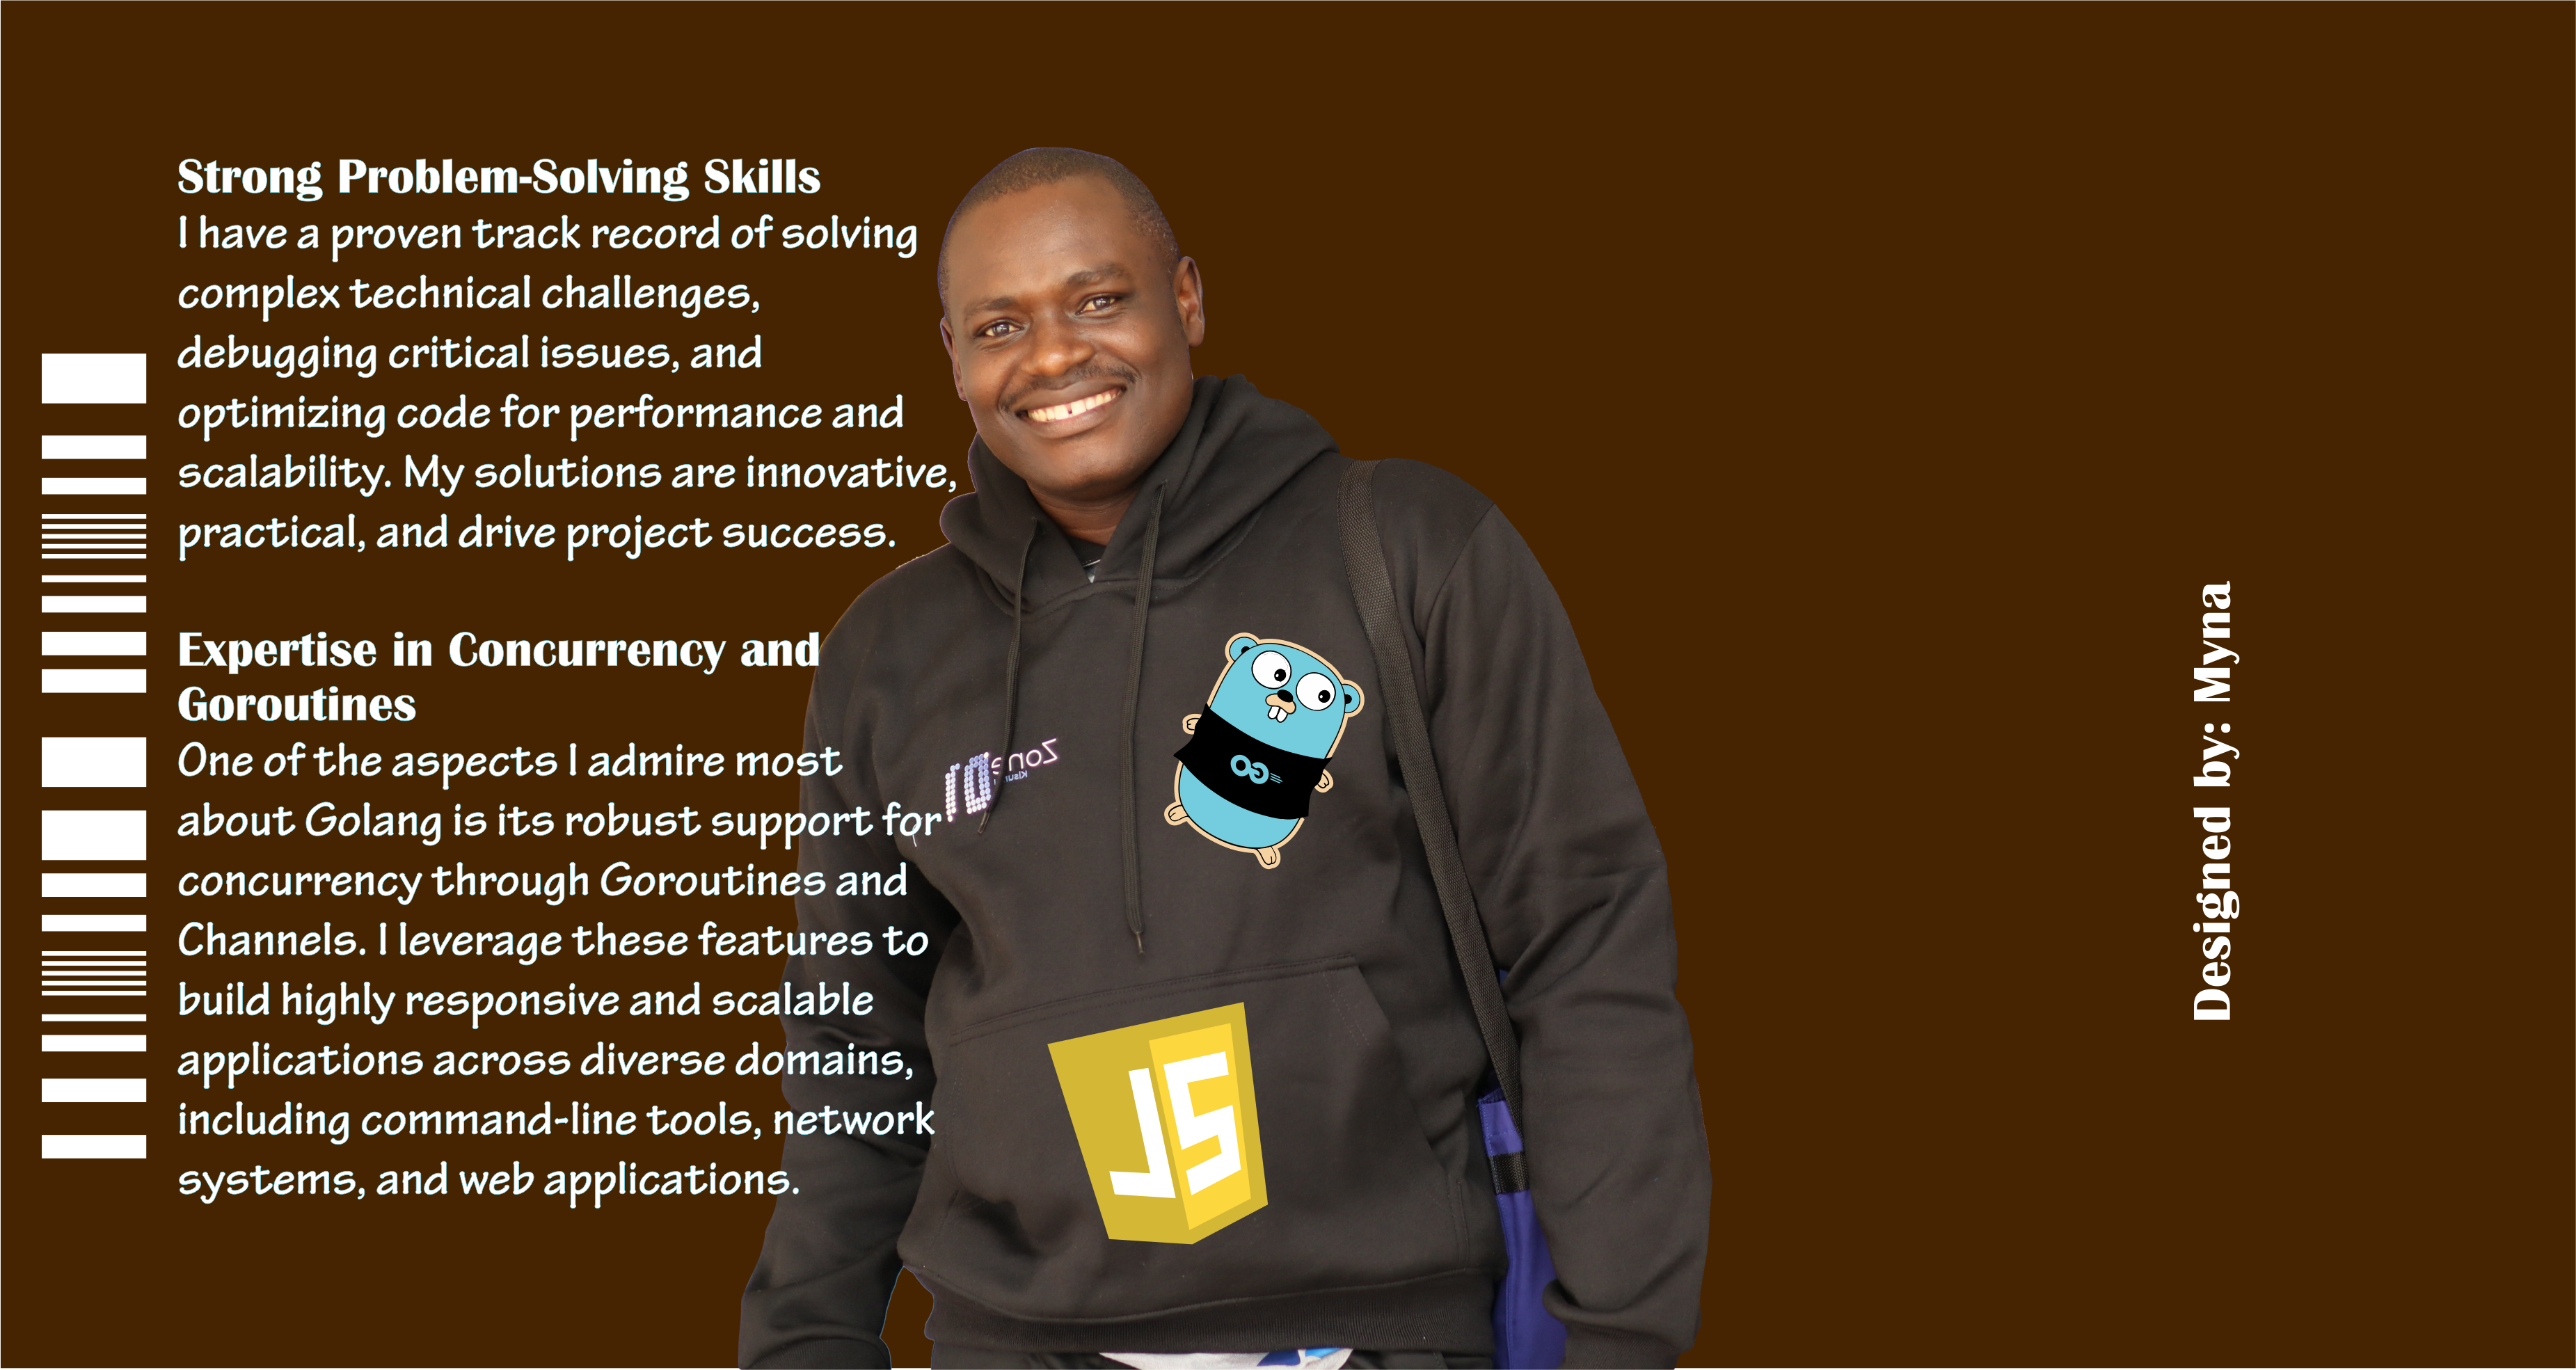 Strong Problem-Solving Skills
I have a proven track record of solving
complex technical challenges,
debugging critical issues, and
optimizing code for performance and
scalability. My solutions are innovative,
practical, and drive project success.
Expertise in Concurrency and
Goroutines
One of the aspects I admire most
about Golang is its robust support for
concurrency through Goroutines and
Channels. I leverage these features to
build highly responsive and scalable
applications across diverse domains,
including command-line tools, network
systems, and web applications.
Zone
01
GO
JS
Designed by: Myna